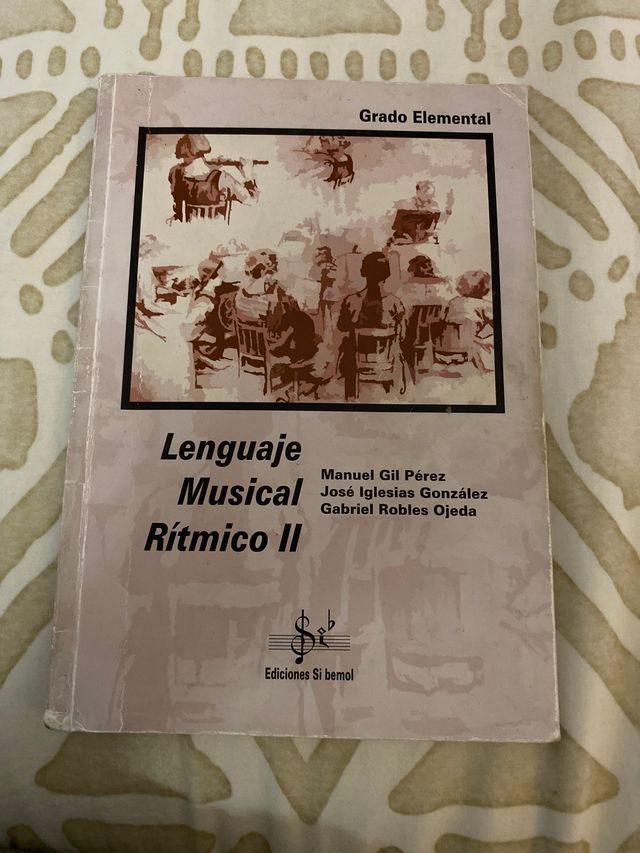 Grado Elemental
Lenguaje
Musical
Rítmico II
Manuel Gil Pérez
José Iglesias González
Gabriel Robles Ojeda
Si♭
Ediciones Si bemol